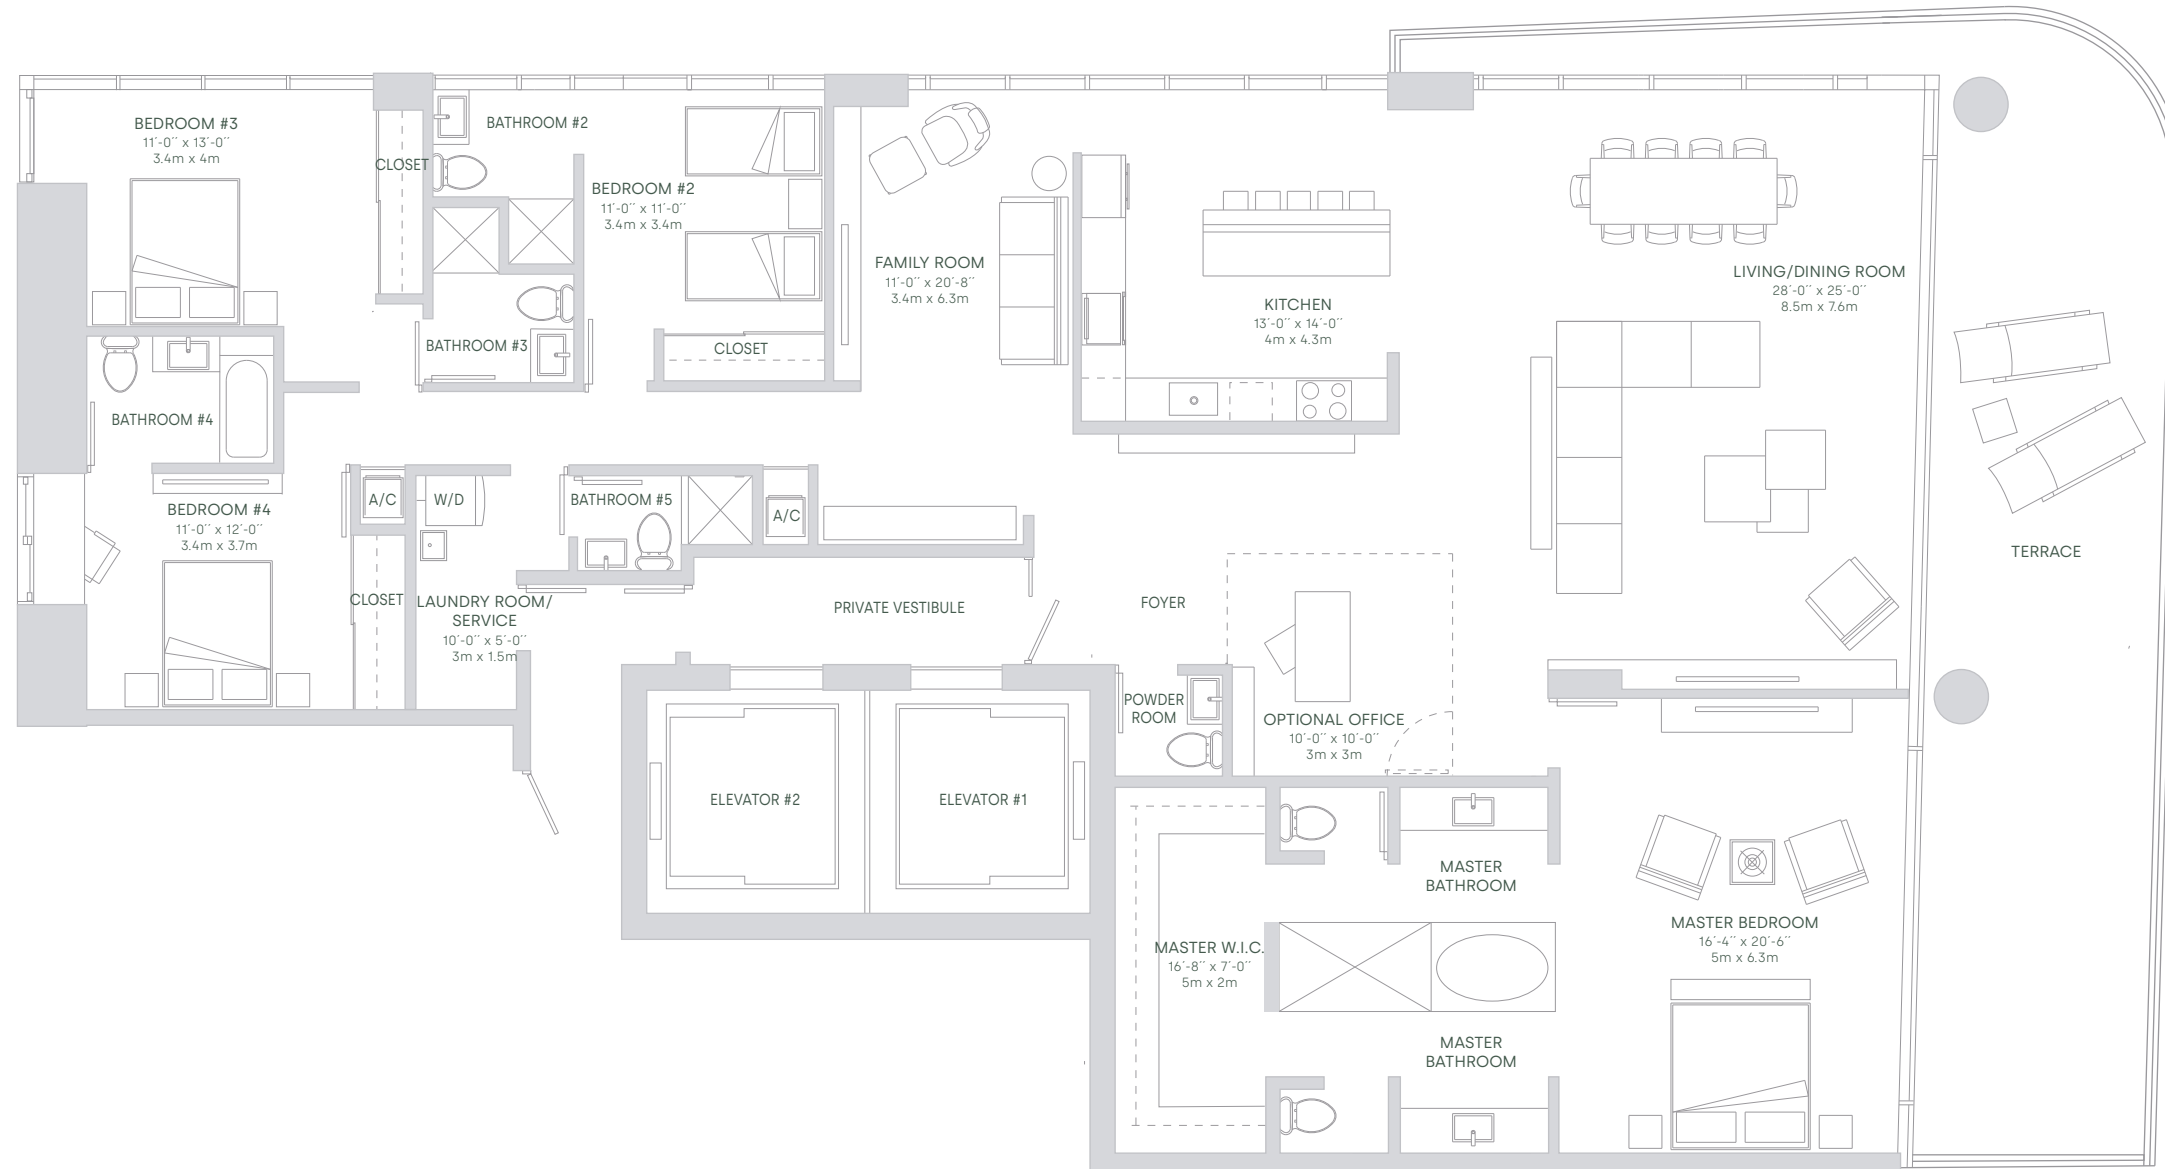 BEDROOM #3
11´-0´´ x 13´-0´´
3.4m x 4m
CLOSET
BATHROOM #2
BEDROOM #2
11´-0´´ x 11´-0´´
3.4m x 3.4m
CLOSET
BATHROOM #3
FAMILY ROOM
11´-0´´ x 20´-8´´
3.4m x 6.3m
KITCHEN
13´-0´´ x 14´-0´´
4m x 4.3m
LIVING/DINING ROOM
28´-0´´ x 25´-0´´
8.5m x 7.6m
BATHROOM #4
BEDROOM #4
11´-0´´ x 12´-0´´
3.4m x 3.7m
A/C
W/D
BATHROOM #5
A/C
CLOSET
LAUNDRY ROOM/
SERVICE
10´-0´´ x 5´-0´´
3m x 1.5m
PRIVATE VESTIBULE
FOYER
TERRACE
POWDER
ROOM
OPTIONAL OFFICE
10´-0´´ x 10´-0´´
3m x 3m
ELEVATOR #2
ELEVATOR #1
MASTER
BATHROOM
MASTER W.I.C.
16´-8´´ x 7´-0´´
5m x 2m
MASTER BEDROOM
16´-4´´ x 20´-6´´
5m x 6.3m
MASTER
BATHROOM